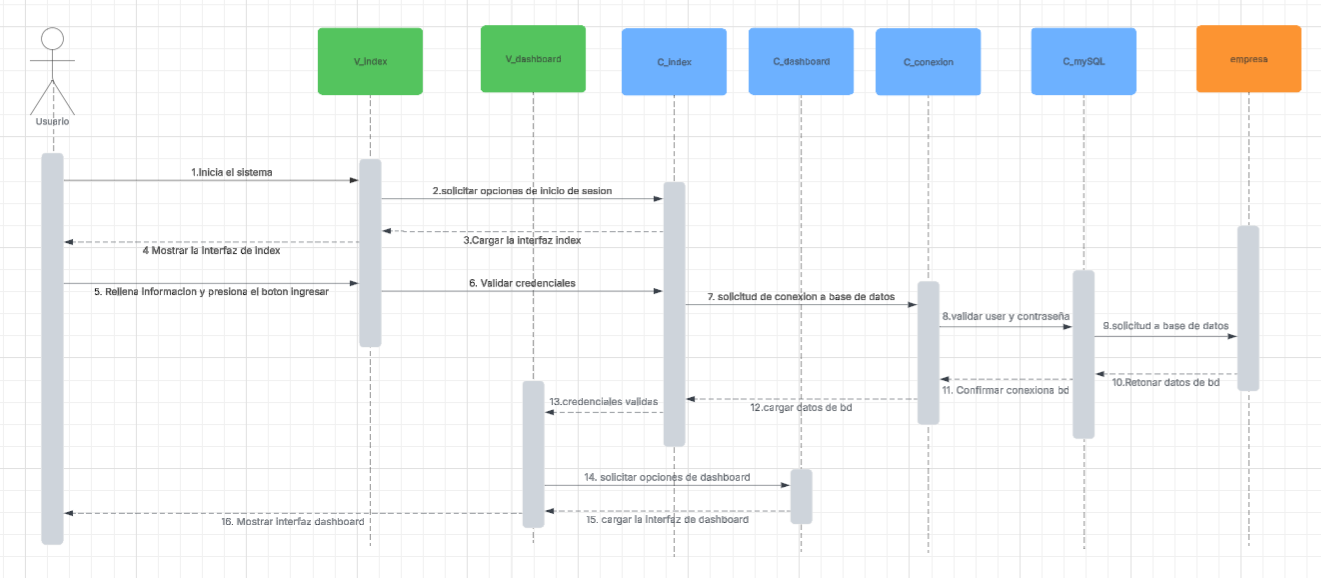 V_index
V_dashboard
C_index
C_dashboard
C_conexion
C_mySQL
empresa
Usuario
1.Inicia el sistema
2.solicitar opciones de inicio de sesion
3.Cargar la interfaz index
4 Mostrar la interfaz de index
5. Rellena informacion y presiona el boton ingresar
6. Validar credenciales
7. solicitud de conexion a base de datos
8.validar user y contraseña
9.solicitud a base de datos
10.Retonar datos de bd
11. Confirmar conexiona bd
12.cargar datos de bd
13.credenciales validas
14. solicitar opciones de dashboard
15. cargar la interfaz de dashboard
16. Mostrar interfaz dashboard